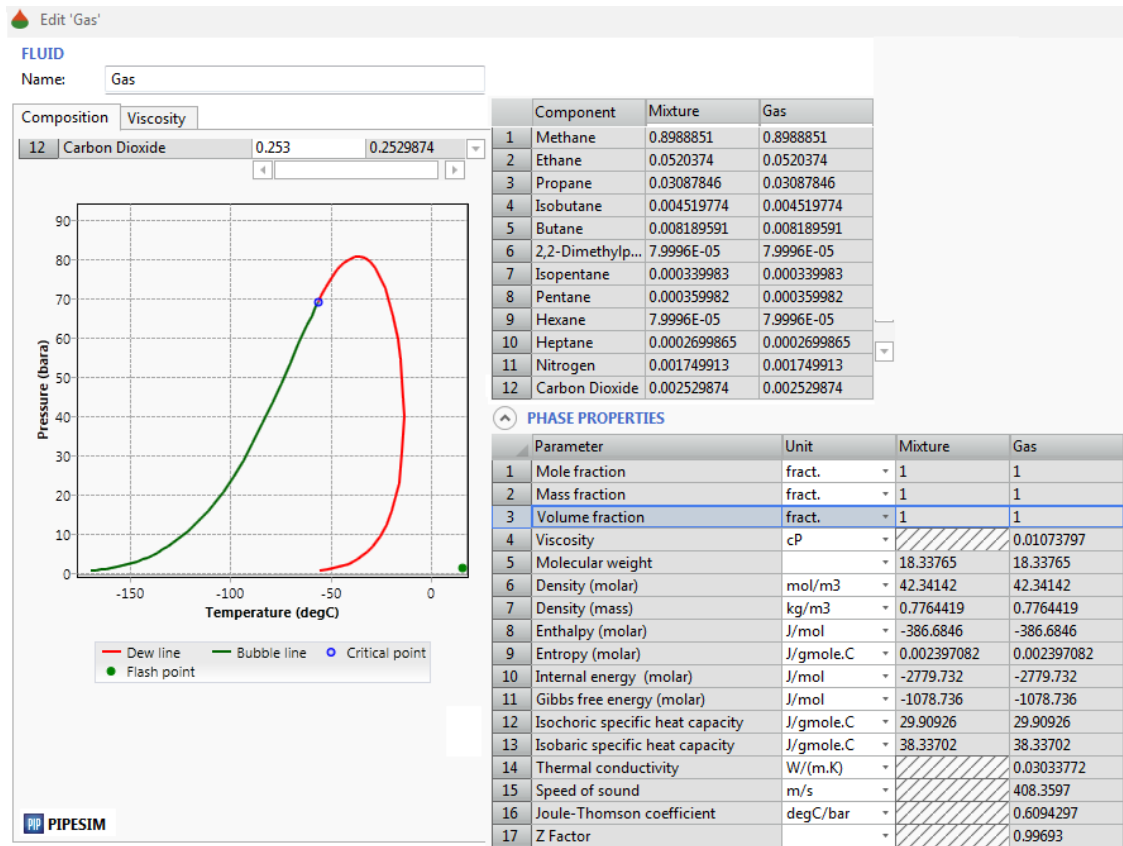 Edit 'Gas'
FLUID
Name: Gas
Composition Viscosity
12 Carbon Dioxide 0.253 0.2529874
90
80
70
60
50
40
30
20
10
0
Pressure (bara)
-150 -100 -50 0
Temperature (degC)
Dew line Bubble line Critical point
Flash point
PIP PIPESIM
Component Mixture Gas
1 Methane 0.8988851 0.8988851
2 Ethane 0.0520374 0.0520374
3 Propane 0.03087846 0.03087846
4 Isobutane 0.004519774 0.004519774
5 Butane 0.008189591 0.008189591
6 2,2-Dimethylp... 7.9996E-05 7.9996E-05
7 Isopentane 0.000339983 0.000339983
8 Pentane 0.000359982 0.000359982
9 Hexane 7.9996E-05 7.9996E-05
10 Heptane 0.0002699865 0.0002699865
11 Nitrogen 0.001749913 0.001749913
12 Carbon Dioxide 0.002529874 0.002529874
PHASE PROPERTIES
Parameter Unit Mixture Gas
1 Mole fraction fract. 1 1
2 Mass fraction fract. 1 1
3 Volume fraction fract. 1 1
4 Viscosity cP 0.01073797
5 Molecular weight 18.33765 18.33765
6 Density (molar) mol/m3 42.34142 42.34142
7 Density (mass) kg/m3 0.7764419 0.7764419
8 Enthalpy (molar) J/mol -386.6846 -386.6846
9 Entropy (molar) J/gmole.C 0.002397082 0.002397082
10 Internal energy (molar) J/mol -2779.732 -2779.732
11 Gibbs free energy (molar) J/mol -1078.736 -1078.736
12 Isochoric specific heat capacity J/gmole.C 29.90926 29.90926
13 Isobaric specific heat capacity J/gmole.C 38.33702 38.33702
14 Thermal conductivity W/(m.K) 0.03033772
15 Speed of sound m/s 408.3597
16 Joule-Thomson coefficient degC/bar 0.6094297
17 Z Factor 0.99693